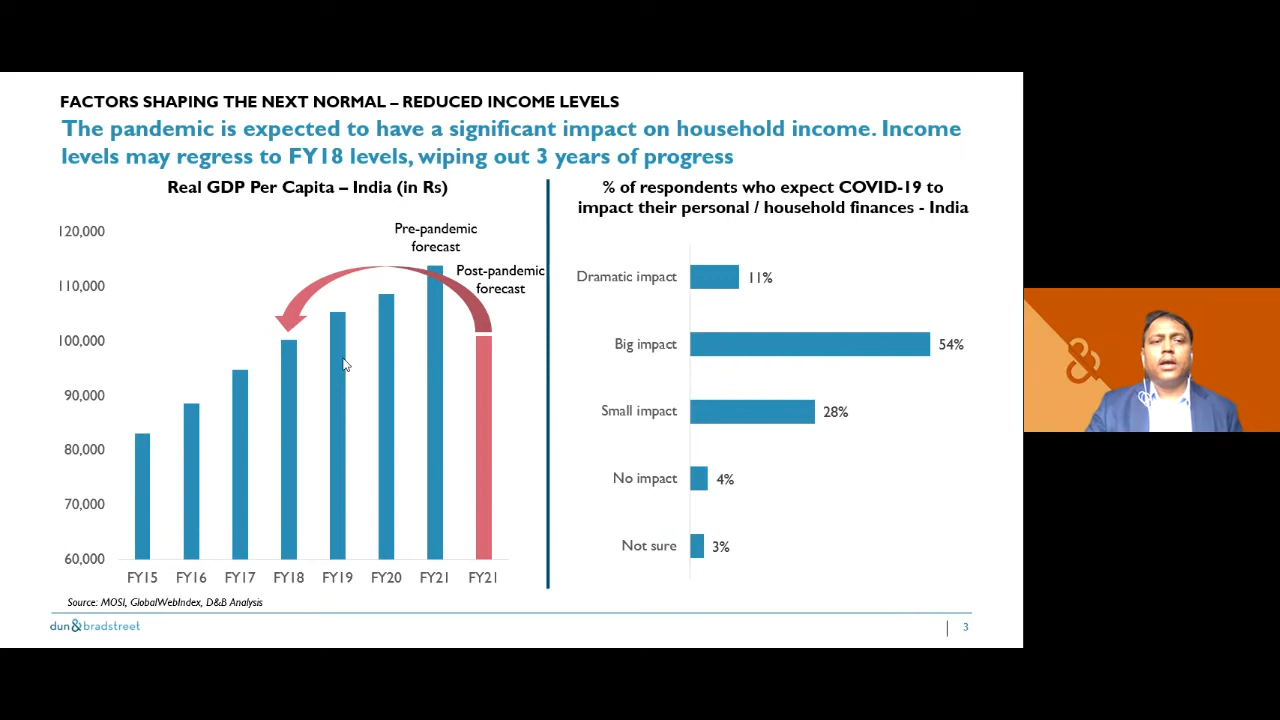 FACTORS SHAPING THE NEXT NORMAL – REDUCED INCOME LEVELS
The pandemic is expected to have a significant impact on household income. Income
levels may regress to FY18 levels, wiping out 3 years of progress
Real GDP Per Capita – India (in Rs)
120,000
110,000
100,000
90,000
80,000
70,000
60,000
Pre-pandemic
forecast
Post-pandemic
forecast
FY15 FY16 FY17 FY18 FY19 FY20 FY21 FY21
% of respondents who expect COVID-19 to
impact their personal / household finances - India
Dramatic impact 11%
Big impact 54%
Small impact 28%
No impact 4%
Not sure 3%
Source: MOSI, GlobalWebIndex, D&B Analysis
dun&bradstreet
3
&